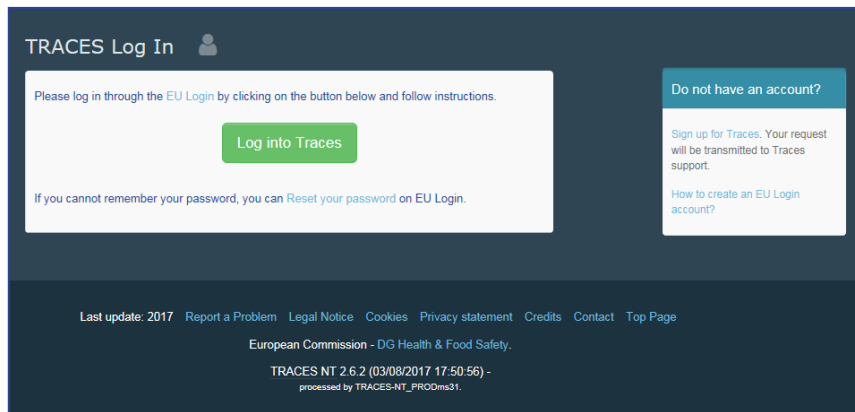 TRACES Log In
Please log in through the EU Login by clicking on the button below and follow instructions.
Log into Traces
If you cannot remember your password, you can Reset your password on EU Login.
Do not have an account?
Sign up for Traces. Your request
will be transmitted to Traces
support.
How to create an EU Login
account?
Last update: 2017 Report a Problem Legal Notice Cookies Privacy statement Credits Contact Top Page
European Commission - DG Health & Food Safety.
TRACES NT 2.6.2 (03/08/2017 17:50:56) -
processed by TRACES-NT_PRODms31.